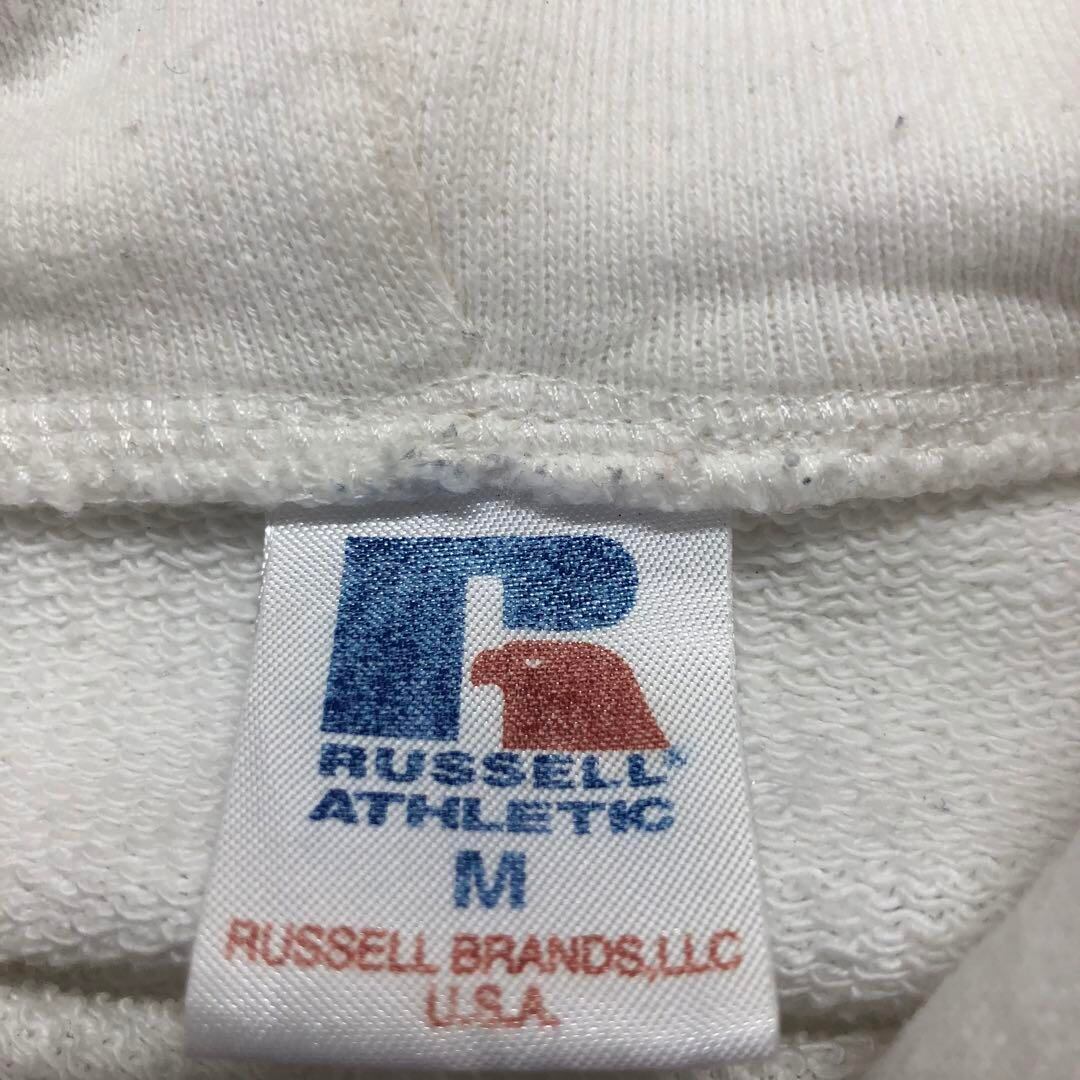 R
RUSSELL
ATHLETIC
M
RUSSELL BRANDS,LLC
U.S.A.